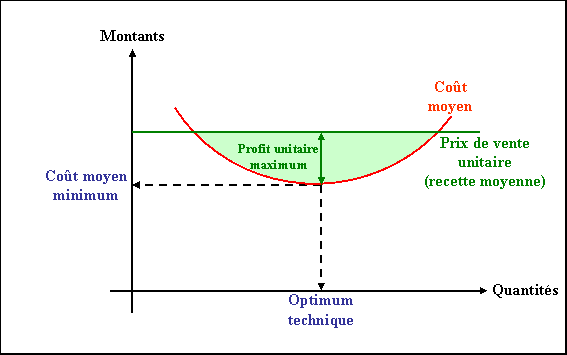 Montants
Coût
moyen
Profit unitaire
maximum
Prix de vente
unitaire
(recette moyenne)
Coût moyen
minimum
Quantités
Optimum
technique